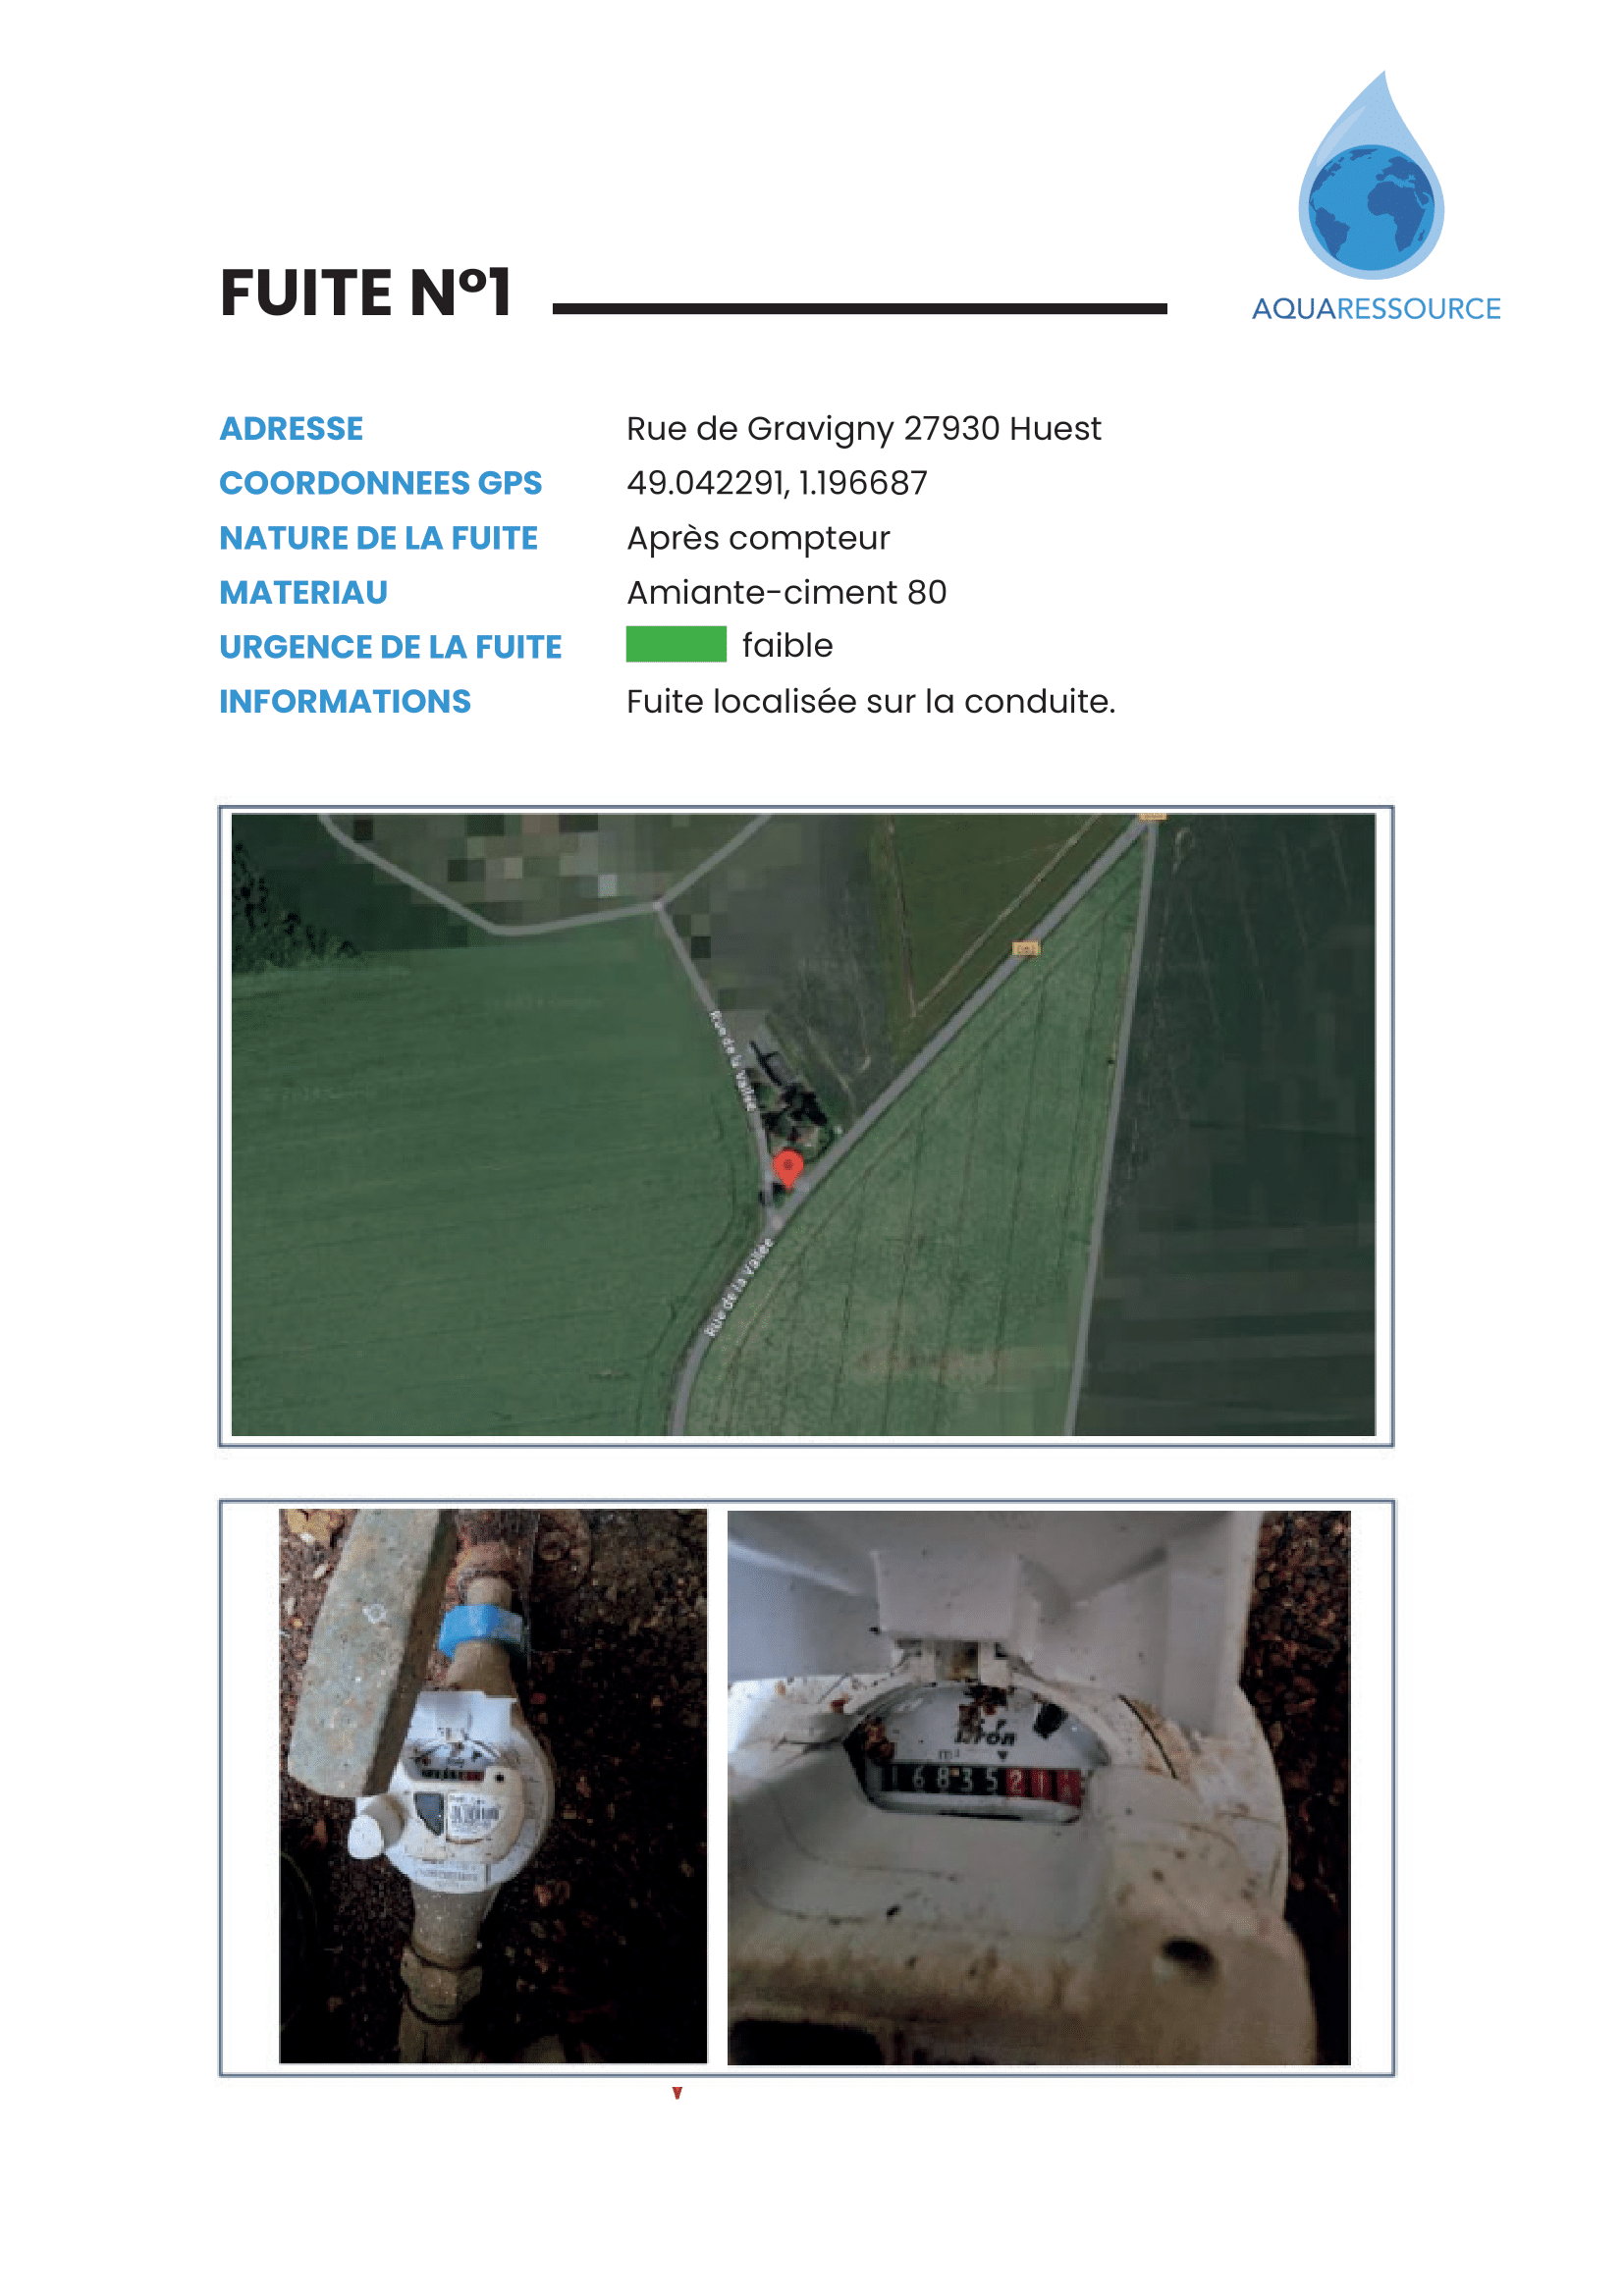 AQUARESSOURCE
FUITE N°1
ADRESSE Rue de Gravigny 27930 Huest
COORDONNEES GPS 49.042291, 1.196687
NATURE DE LA FUITE Après compteur
MATERIAU Amiante-ciment 80
URGENCE DE LA FUITE faible
INFORMATIONS Fuite localisée sur la conduite.
Rue de la Vallée
Rue de la Vallée
m³
16835 21